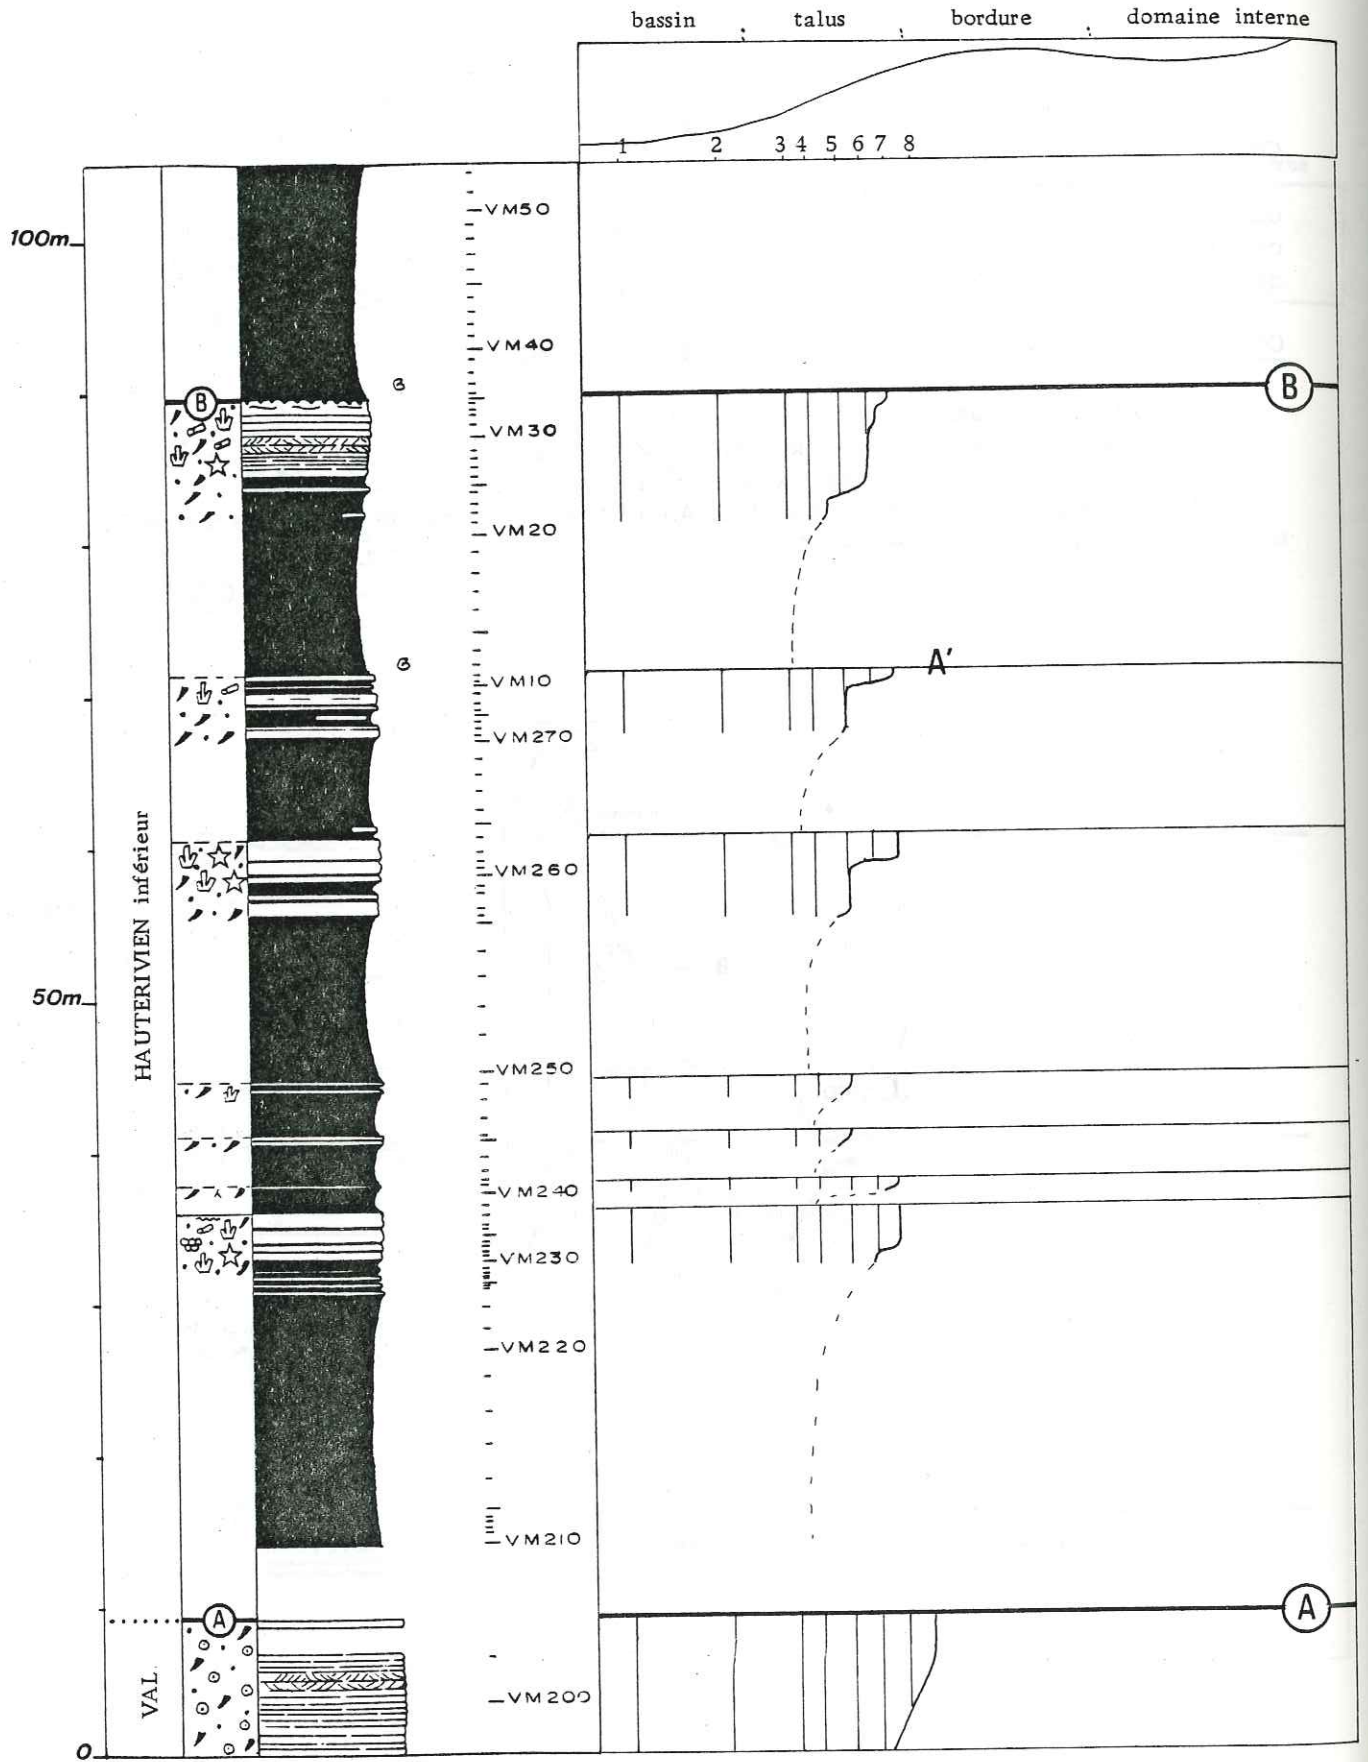 bassin talus bordure domaine interne
1 2 3 4 5 6 7 8
VM50
100m
VM40
B
B
VM30
VM20
A'
VM10
VM270
HAUTERIVIEN inférieur
VM260
50m
VM250
VM240
VM230
VM220
VM210
A
A
VAL
VM200
0